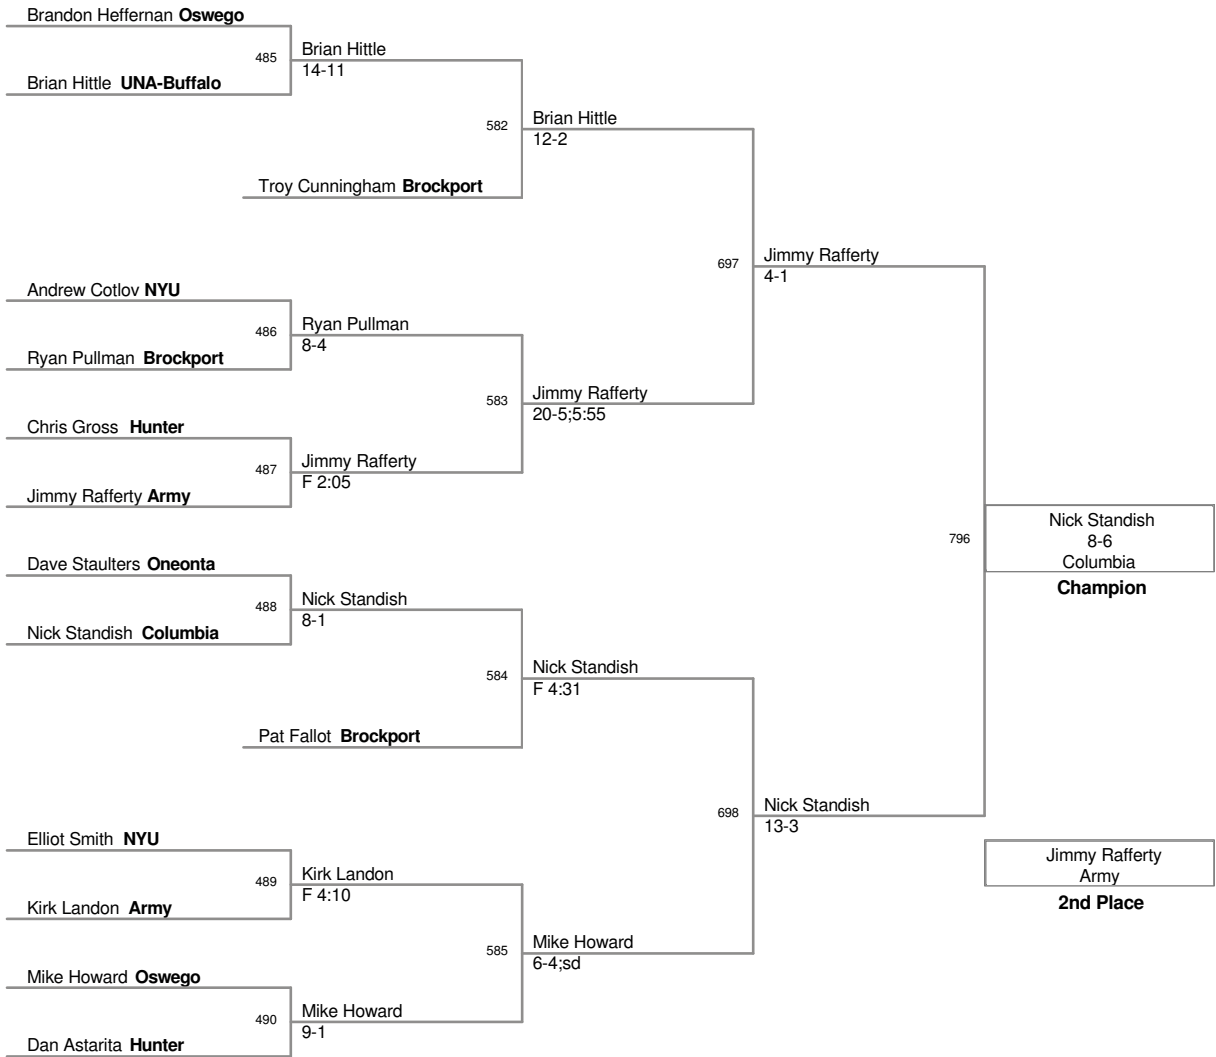 Brandon Heffernan Oswego
485
Brian Hittle
14-11
Brian Hittle UNA-Buffalo
582
Brian Hittle
12-2
Troy Cunningham Brockport
697
Jimmy Rafferty
4-1
Andrew Cotlov NYU
486
Ryan Pullman
8-4
Ryan Pullman Brockport
583
Jimmy Rafferty
20-5;5:55
Chris Gross Hunter
487
Jimmy Rafferty
F 2:05
Jimmy Rafferty Army
796
Nick Standish
8-6
Columbia
Champion
Dave Staulters Oneonta
488
Nick Standish
8-1
Nick Standish Columbia
584
Nick Standish
F 4:31
Pat Fallot Brockport
698
Nick Standish
13-3
Elliot Smith NYU
489
Kirk Landon
F 4:10
Kirk Landon Army
Jimmy Rafferty
Army
2nd Place
585
Mike Howard
6-4;sd
Mike Howard Oswego
490
Mike Howard
9-1
Dan Astarita Hunter